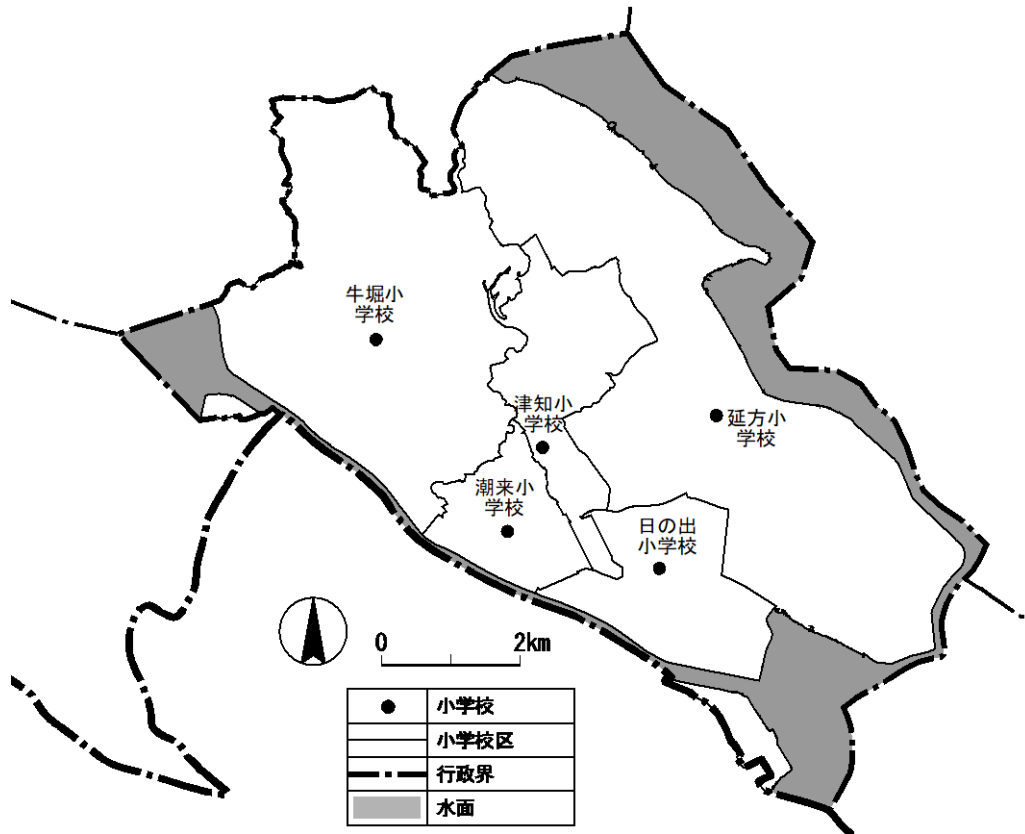 牛堀小
学校
津知小
学校
延方小
学校
潮来小
学校
日の出
小学校
0 2km
小学校
小学校区
行政界
水面